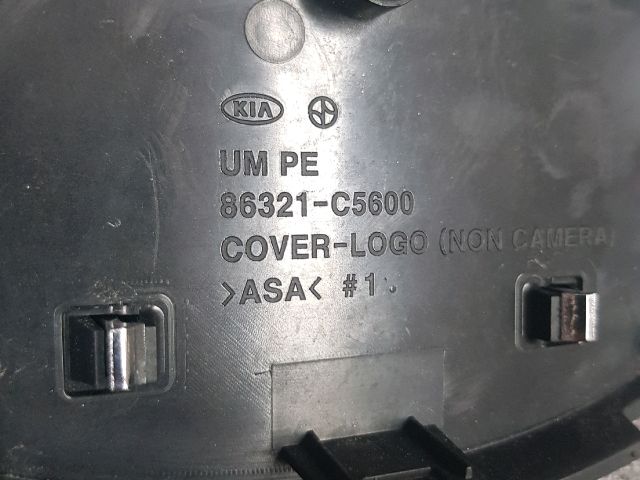 KIA
UM PE
86321-C5600
COVER-LOGO (NON CAMERA)
>ASA< #1